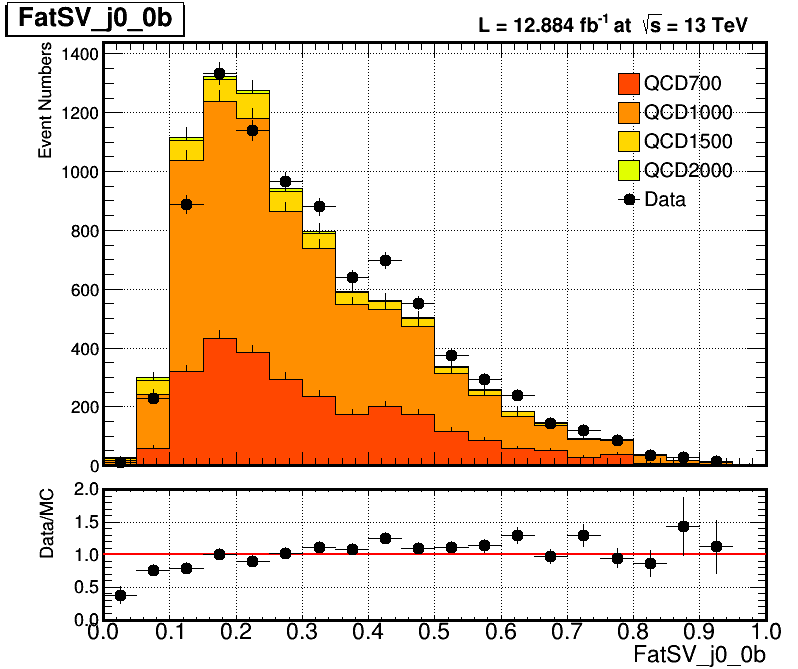 FatSV_j0_0b
L = 12.884 fb⁻¹ at √s = 13 TeV
Event Numbers
1400
1200
1000
800
600
400
200
0
QCD700
QCD1000
QCD1500
QCD2000
Data
Data/MC
2.0
1.5
1.0
0.5
0.0
0.0 0.1 0.2 0.3 0.4 0.5 0.6 0.7 0.8 0.9 1.0
FatSV_j0_0b